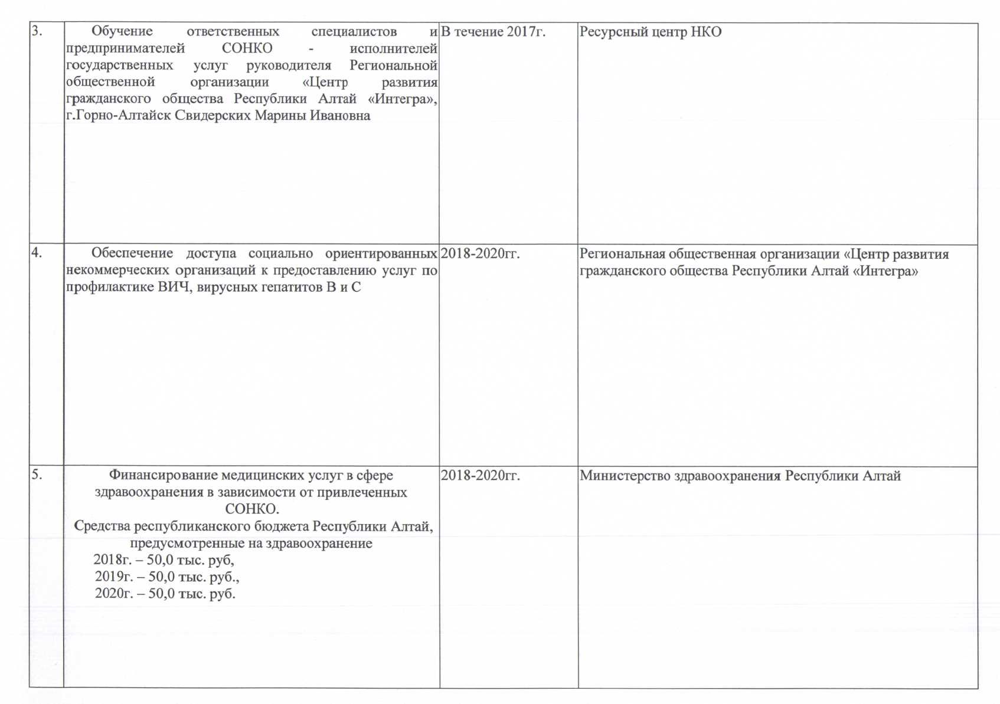 3.
Обучение ответственных специалистов и
предпринимателей СОНКО - исполнителей
государственных услуг руководителя Региональной
общественной организации «Центр развития
гражданского общества Республики Алтай «Интегра»,
г.Горно-Алтайск Свидерских Марины Ивановна
В течение 2017г.
Ресурсный центр НКО
4.
Обеспечение доступа социально ориентированных
некоммерческих организаций к предоставлению услуг по
профилактике ВИЧ, вирусных гепатитов В и С
2018-2020гг.
Региональная общественная организации «Центр развития
гражданского общества Республики Алтай «Интегра»
5.
Финансирование медицинских услуг в сфере
здравоохранения в зависимости от привлеченных
СОНКО.
Средства республиканского бюджета Республики Алтай,
предусмотренные на здравоохранение
2018г. – 50,0 тыс. руб,
2019г. – 50,0 тыс. руб.,
2020г. – 50,0 тыс. руб.
2018-2020гг.
Министерство здравоохранения Республики Алтай